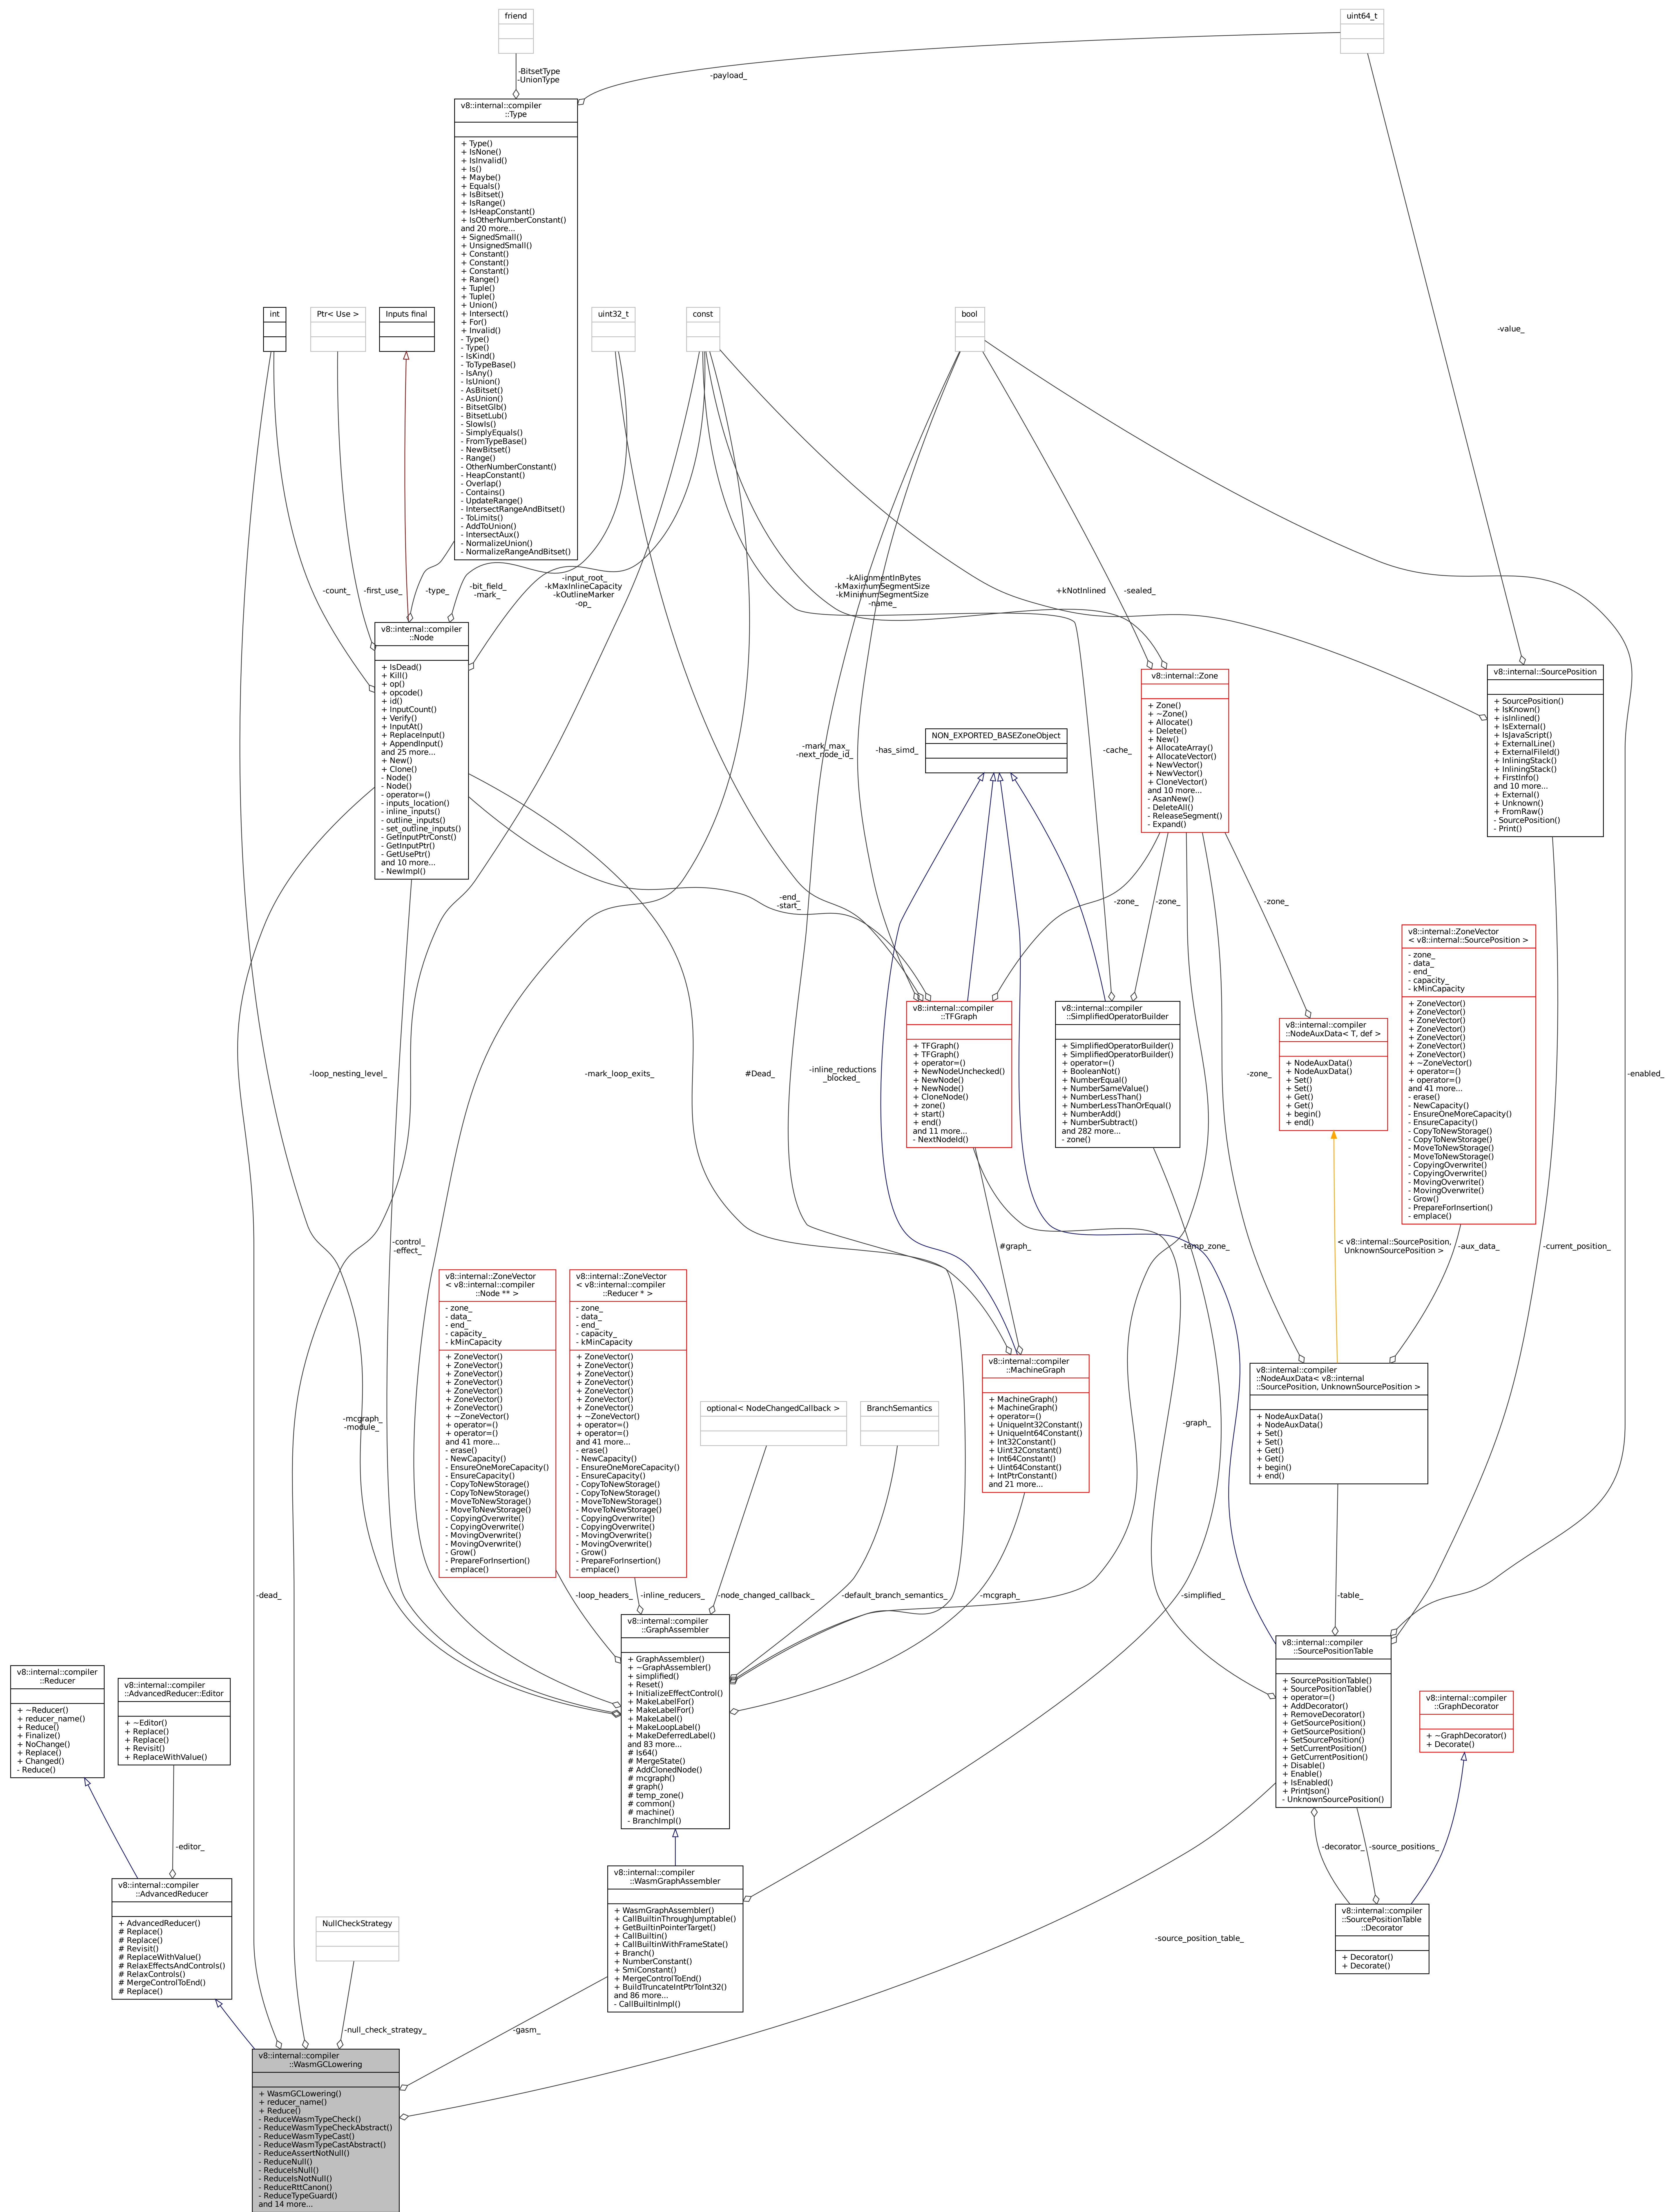 friend
uint64_t
-BitsetType
-UnionType
-payload_
v8::internal::compiler
::Type
+ Type()
+ IsNone()
+ IsInvalid()
+ Is()
+ Maybe()
+ Equals()
+ IsBitset()
+ IsRange()
+ IsHeapConstant()
+ IsOtherNumberConstant()
and 20 more...
+ SignedSmall()
+ UnsignedSmall()
+ Constant()
+ Constant()
+ Constant()
+ Range()
+ Tuple()
+ Tuple()
+ Union()
+ Intersect()
+ For()
+ Invalid()
- Type()
- Type()
- IsKind()
- ToTypeBase()
- IsAny()
- IsUnion()
- AsBitset()
- AsUnion()
- BitsetGlb()
- BitsetLub()
- SlowIs()
- SimplyEquals()
- FromTypeBase()
- NewBitset()
- Range()
- OtherNumberConstant()
- HeapConstant()
- Overlap()
- Contains()
- UpdateRange()
- IntersectRangeAndBitset()
- ToLimits()
- AddToUnion()
- IntersectAux()
- NormalizeUnion()
- NormalizeRangeAndBitset()
int
Ptr< Use >
Inputs final
uint32_t
const
bool
-value_
-count_
-first_use_
-type_
-bit_field_
-mark_
-input_root_
-kMaxInlineCapacity
-kOutlineMarker
-op_
-kAlignmentInBytes
-kMaximumSegmentSize
-kMinimumSegmentSize
-name_
+kNotInlined
-sealed_
v8::internal::compiler
::Node
+ IsDead()
+ Kill()
+ op()
+ opcode()
+ id()
+ InputCount()
+ Verify()
+ InputAt()
+ ReplaceInput()
+ AppendInput()
and 25 more...
+ New()
+ Clone()
- Node()
- Node()
- operator=()
- inputs_location()
- inline_inputs()
- outline_inputs()
- set_outline_inputs()
- GetInputPtrConst()
- GetInputPtr()
- GetUsePtr()
and 10 more...
- NewImpl()
v8::internal::Zone
+ Zone()
+ ~Zone()
+ Allocate()
+ Delete()
+ New()
+ AllocateArray()
+ AllocateVector()
+ NewVector()
+ NewVector()
+ CloneVector()
and 10 more...
- AsanNew()
- DeleteAll()
- ReleaseSegment()
- Expand()
v8::internal::SourcePosition
+ SourcePosition()
+ IsKnown()
+ isInlined()
+ IsExternal()
+ IsJavaScript()
+ ExternalLine()
+ ExternalFileId()
+ InliningStack()
+ InliningStack()
+ FirstInfo()
and 10 more...
+ External()
+ Unknown()
+ FromRaw()
- SourcePosition()
- Print()
NON_EXPORTED_BASEZoneObject
-mark_max_
-next_node_id_
-has_simd_
-cache_
-end_
-start_
-zone_
-zone_
-zone_
v8::internal::ZoneVector
< v8::internal::SourcePosition >
- zone_
- data_
- end_
- capacity_
- kMinCapacity
+ ZoneVector()
+ ZoneVector()
+ ZoneVector()
+ ZoneVector()
+ ZoneVector()
+ ZoneVector()
+ ZoneVector()
+ ~ZoneVector()
+ operator=()
+ operator=()
and 41 more...
- erase()
- NewCapacity()
- EnsureOneMoreCapacity()
- EnsureCapacity()
- CopyToNewStorage()
- CopyToNewStorage()
- MoveToNewStorage()
- MoveToNewStorage()
- CopyingOverwrite()
- CopyingOverwrite()
- MovingOverwrite()
- MovingOverwrite()
- Grow()
- PrepareForInsertion()
- emplace()
v8::internal::compiler
::TFGraph
+ TFGraph()
+ TFGraph()
+ operator=()
+ NewNodeUnchecked()
+ NewNode()
+ NewNode()
+ CloneNode()
+ zone()
+ start()
+ end()
and 11 more...
- NextNodeId()
v8::internal::compiler
::SimplifiedOperatorBuilder
+ SimplifiedOperatorBuilder()
+ SimplifiedOperatorBuilder()
+ operator=()
+ BooleanNot()
+ NumberEqual()
+ NumberSameValue()
+ NumberLessThan()
+ NumberLessThanOrEqual()
+ NumberAdd()
+ NumberSubtract()
and 282 more...
- zone()
v8::internal::compiler
::NodeAuxData< T, def >
+ NodeAuxData()
+ NodeAuxData()
+ Set()
+ Set()
+ Get()
+ Get()
+ begin()
+ end()
-loop_nesting_level_
-mark_loop_exits_
#Dead_
-inline_reductions
_blocked_
-zone_
-enabled_
-control_
-effect_
#graph_
-temp_zone_
< v8::internal::SourcePosition,
UnknownSourcePosition >
-aux_data_
-current_position_
v8::internal::ZoneVector
< v8::internal::compiler
::Node ** >
- zone_
- data_
- end_
- capacity_
- kMinCapacity
+ ZoneVector()
+ ZoneVector()
+ ZoneVector()
+ ZoneVector()
+ ZoneVector()
+ ZoneVector()
+ ZoneVector()
+ ~ZoneVector()
+ operator=()
+ operator=()
and 41 more...
- erase()
- NewCapacity()
- EnsureOneMoreCapacity()
- EnsureCapacity()
- CopyToNewStorage()
- CopyToNewStorage()
- MoveToNewStorage()
- MoveToNewStorage()
- CopyingOverwrite()
- CopyingOverwrite()
- MovingOverwrite()
- MovingOverwrite()
- Grow()
- PrepareForInsertion()
- emplace()
v8::internal::ZoneVector
< v8::internal::compiler
::Reducer * >
- zone_
- data_
- end_
- capacity_
- kMinCapacity
+ ZoneVector()
+ ZoneVector()
+ ZoneVector()
+ ZoneVector()
+ ZoneVector()
+ ZoneVector()
+ ZoneVector()
+ ~ZoneVector()
+ operator=()
+ operator=()
and 41 more...
- erase()
- NewCapacity()
- EnsureOneMoreCapacity()
- EnsureCapacity()
- CopyToNewStorage()
- CopyToNewStorage()
- MoveToNewStorage()
- MoveToNewStorage()
- CopyingOverwrite()
- CopyingOverwrite()
- MovingOverwrite()
- MovingOverwrite()
- Grow()
- PrepareForInsertion()
- emplace()
v8::internal::compiler
::MachineGraph
+ MachineGraph()
+ MachineGraph()
+ operator=()
+ UniqueInt32Constant()
+ UniqueInt64Constant()
+ Int32Constant()
+ Uint32Constant()
+ Int64Constant()
+ Uint64Constant()
+ IntPtrConstant()
and 21 more...
v8::internal::compiler
::NodeAuxData< v8::internal
::SourcePosition, UnknownSourcePosition >
+ NodeAuxData()
+ NodeAuxData()
+ Set()
+ Set()
+ Get()
+ Get()
+ begin()
+ end()
-mcgraph_
-module_
optional< NodeChangedCallback >
BranchSemantics
-graph_
-dead_
-loop_headers_
-inline_reducers_
-node_changed_callback_
-default_branch_semantics_
-mcgraph_
-simplified_
-table_
v8::internal::compiler
::GraphAssembler
+ GraphAssembler()
+ ~GraphAssembler()
+ simplified()
+ Reset()
+ InitializeEffectControl()
+ MakeLabelFor()
+ MakeLabelFor()
+ MakeLabel()
+ MakeLoopLabel()
+ MakeDeferredLabel()
and 83 more...
# Is64()
# MergeState()
# AddClonedNode()
# mcgraph()
# graph()
# temp_zone()
# common()
# machine()
- BranchImpl()
v8::internal::compiler
::SourcePositionTable
+ SourcePositionTable()
+ SourcePositionTable()
+ operator=()
+ AddDecorator()
+ RemoveDecorator()
+ GetSourcePosition()
+ GetSourcePosition()
+ SetSourcePosition()
+ SetCurrentPosition()
+ GetCurrentPosition()
+ Disable()
+ Enable()
+ IsEnabled()
+ PrintJson()
- UnknownSourcePosition()
v8::internal::compiler
::Reducer
+ ~Reducer()
+ reducer_name()
+ Reduce()
+ Finalize()
+ NoChange()
+ Replace()
+ Changed()
- Reduce()
v8::internal::compiler
::AdvancedReducer::Editor
+ ~Editor()
+ Replace()
+ Replace()
+ Revisit()
+ ReplaceWithValue()
v8::internal::compiler
::GraphDecorator
+ ~GraphDecorator()
+ Decorate()
-editor_
-decorator_
-source_positions_
v8::internal::compiler
::AdvancedReducer
+ AdvancedReducer()
# Replace()
# Replace()
# Revisit()
# ReplaceWithValue()
# RelaxEffectsAndControls()
# RelaxControls()
# MergeControlToEnd()
# Replace()
NullCheckStrategy
v8::internal::compiler
::WasmGraphAssembler
+ WasmGraphAssembler()
+ CallBuiltinThroughJumptable()
+ GetBuiltinPointerTarget()
+ CallBuiltin()
+ CallBuiltinWithFrameState()
+ Branch()
+ NumberConstant()
+ SmiConstant()
+ MergeControlToEnd()
+ BuildTruncateIntPtrToInt32()
and 86 more...
- CallBuiltinImpl()
v8::internal::compiler
::SourcePositionTable
::Decorator
+ Decorator()
+ Decorate()
-source_position_table_
-null_check_strategy_
-gasm_
v8::internal::compiler
::WasmGCLowering
+ WasmGCLowering()
+ reducer_name()
+ Reduce()
- ReduceWasmTypeCheck()
- ReduceWasmTypeCheckAbstract()
- ReduceWasmTypeCast()
- ReduceWasmTypeCastAbstract()
- ReduceAssertNotNull()
- ReduceNull()
- ReduceIsNull()
- ReduceIsNotNull()
- ReduceRttCanon()
- ReduceTypeGuard()
and 14 more...